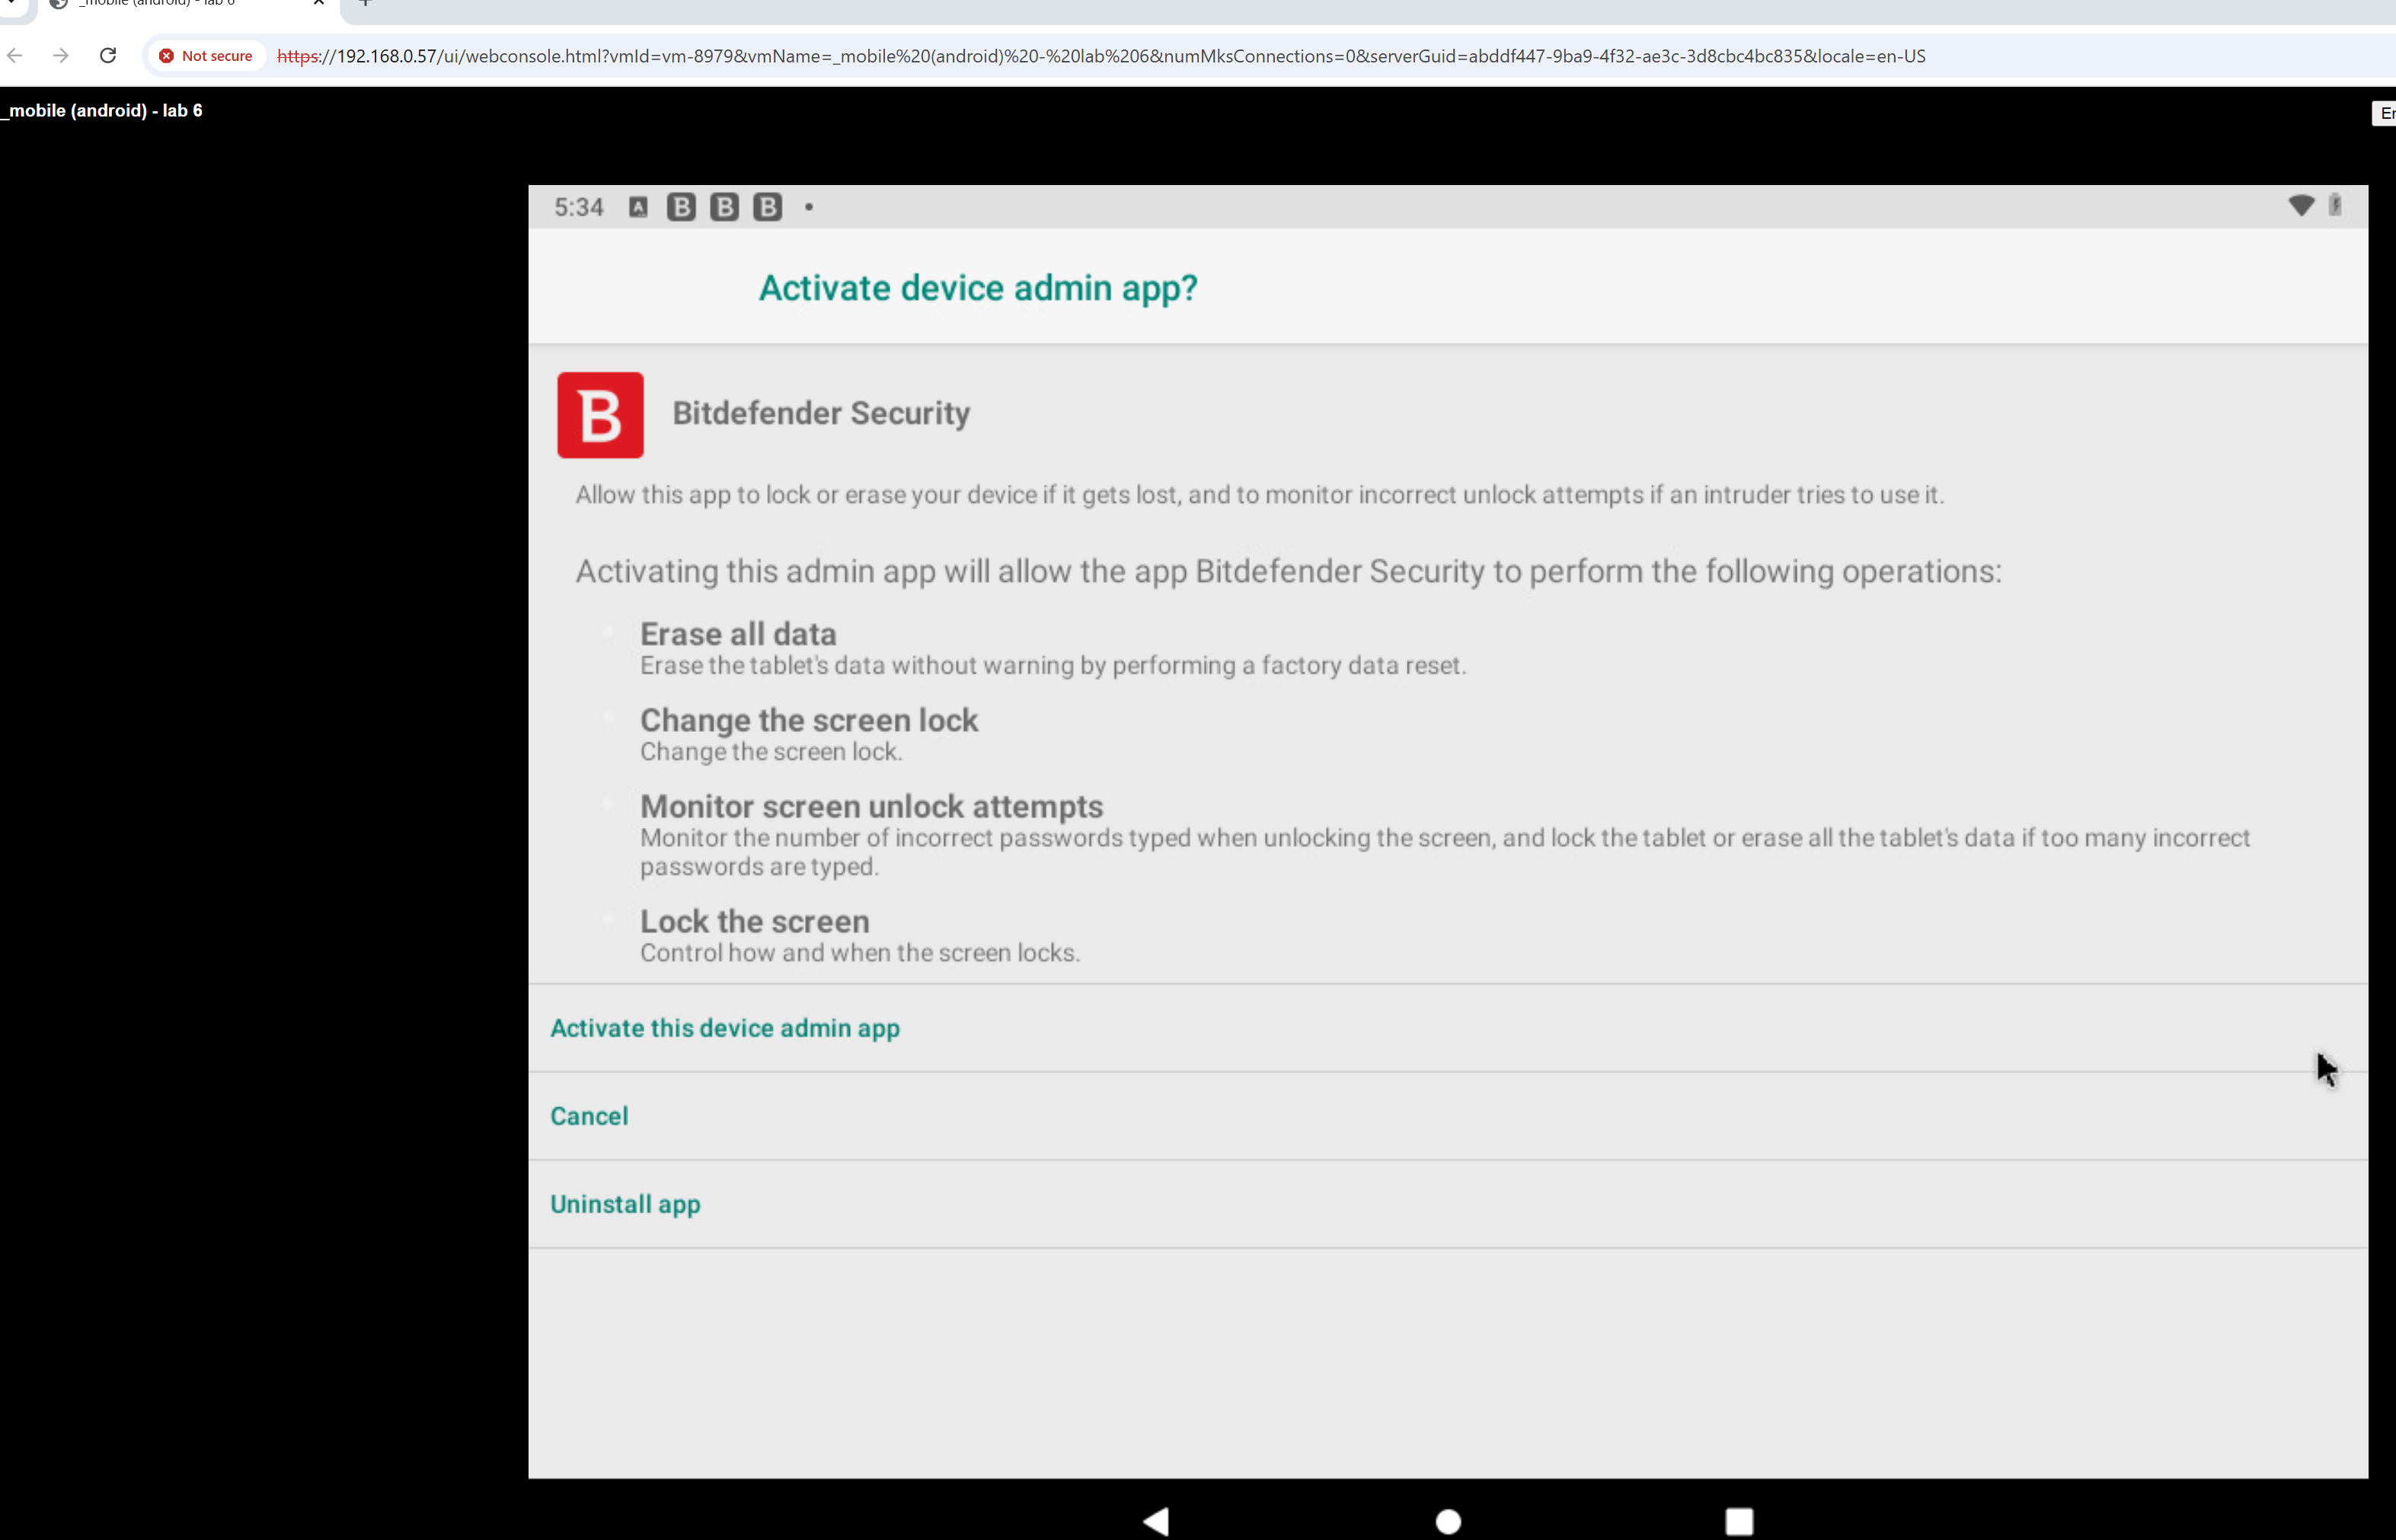 _mobile (android) - lab 6
Not secure
https://192.168.0.57/ui/webconsole.html?vmId=vm-8979&vmName=_mobile%20(android)%20-%20lab%206&numMksConnections=0&serverGuid=abddf447-9ba9-4f32-ae3c-3d8cbc4bc835&locale=en-US
_mobile (android) - lab 6
5:34
A B B B
Activate device admin app?
B
Bitdefender Security
Allow this app to lock or erase your device if it gets lost, and to monitor incorrect unlock attempts if an intruder tries to use it.
Activating this admin app will allow the app Bitdefender Security to perform the following operations:
Erase all data
Erase the tablet's data without warning by performing a factory data reset.
Change the screen lock
Change the screen lock.
Monitor screen unlock attempts
Monitor the number of incorrect passwords typed when unlocking the screen, and lock the tablet or erase all the tablet's data if too many incorrect
passwords are typed.
Lock the screen
Control how and when the screen locks.
Activate this device admin app
Cancel
Uninstall app